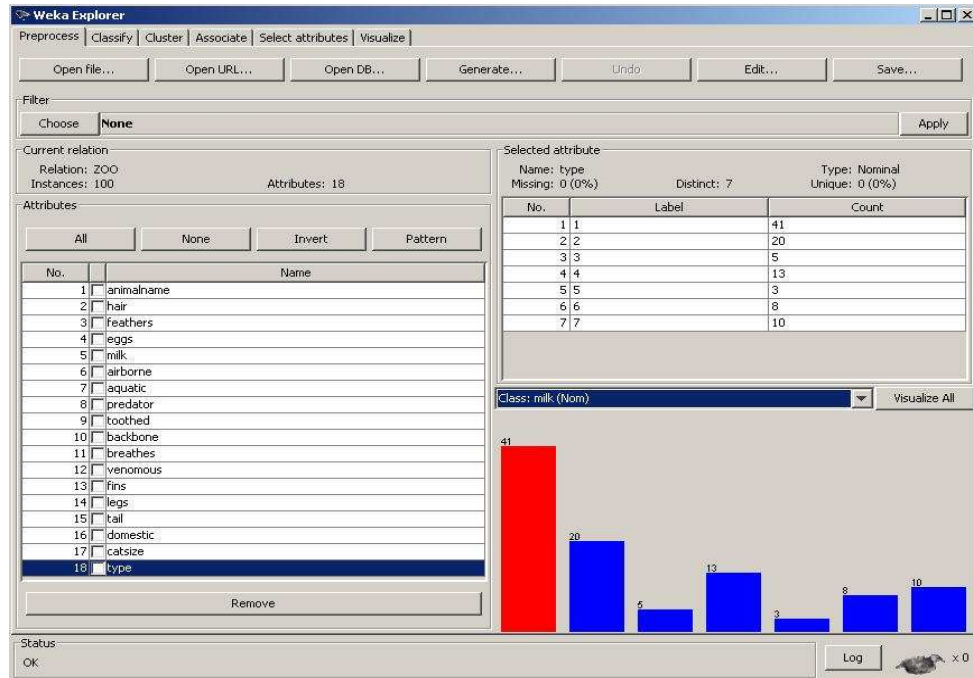 Weka Explorer
Preprocess Classify Cluster Associate Select attributes Visualize
Open file... Open URL... Open DB... Generate... Undo Edit... Save...
Filter
Choose None Apply
Current relation
Relation: ZOO
Instances: 100 Attributes: 18
Attributes
All None Invert Pattern
No. Name
1 animalname
2 hair
3 feathers
4 eggs
5 milk
6 airborne
7 aquatic
8 predator
9 toothed
10 backbone
11 breathes
12 venomous
13 fins
14 legs
15 tail
16 domestic
17 catsize
18 type
Remove
Selected attribute
Name: type Type: Nominal
Missing: 0 (0%) Distinct: 7 Unique: 0 (0%)
No. Label Count
1 1 41
2 2 20
3 3 5
4 4 13
5 5 3
6 6 8
7 7 10
Class: milk (Nom) Visualize All
41
20
5
13
3
8
10
Status
OK
Log x 0